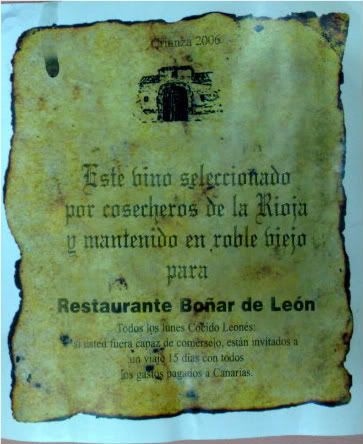 Crianza 2006
Este vino seleccionado
por cosecheros de la Rioja
y mantenido en roble viejo
para
Restaurante Boñar de León
Todos los lunes Cocido Leonés:
si usted fuera capaz de comérsejo, están invitados a
un viaje 15 días con todos
los gastos pagados a Canarias.